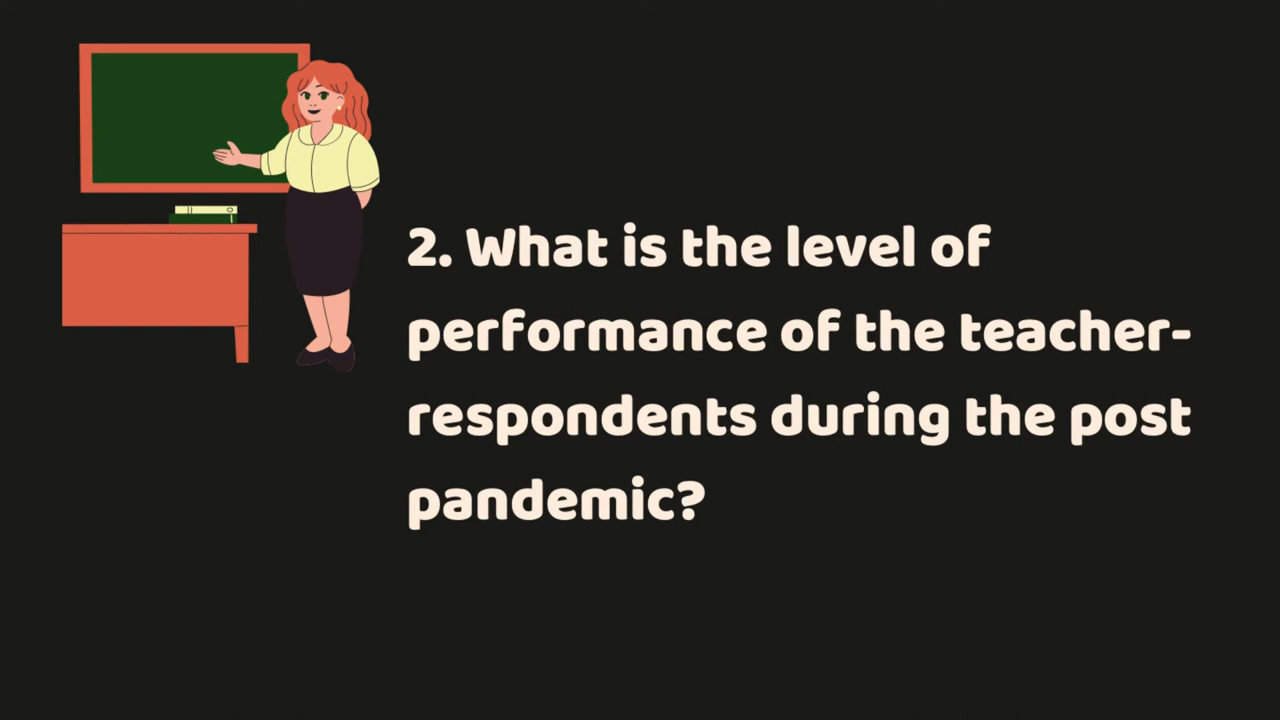 2. What is the level of
performance of the teacher-
respondents during the post
pandemic?